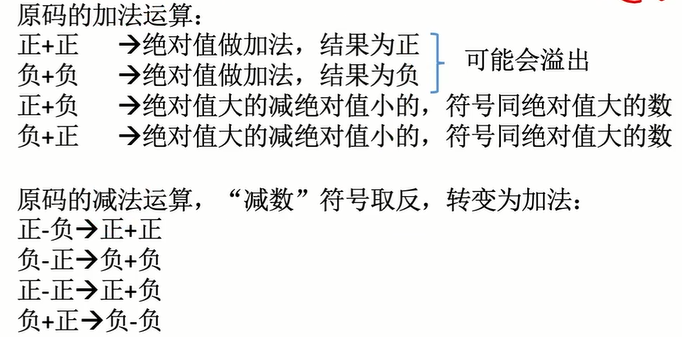 原码的加法运算：
正+正 →绝对值做加法，结果为正
负+负 →绝对值做加法，结果为负
可能会溢出
正+负 →绝对值大的减绝对值小的，符号同绝对值大的数
负+正 →绝对值大的减绝对值小的，符号同绝对值大的数
原码的减法运算，“减数”符号取反，转变为加法：
正-负→正+正
负-正→负+负
正-正→正+负
负+正→负-负